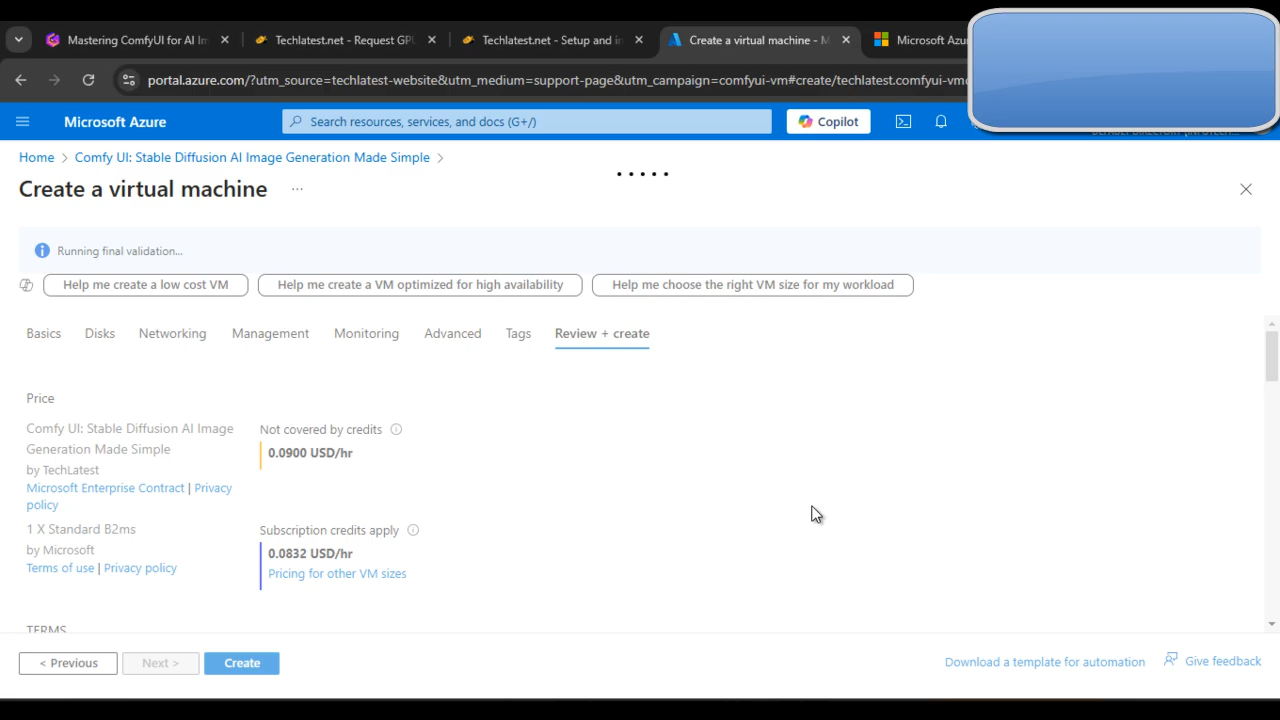 Mastering ComfyUI for AI Im
Techlatest.net - Request GPU
Techlatest.net - Setup and in
Create a virtual machine - M
Microsoft Azu
portal.azure.com/?utm_source=techlatest-website&utm_medium=support-page&utm_campaign=comfyui-vm#create/techlatest.comfyui-vm
Microsoft Azure
Search resources, services, and docs (G+/)
Copilot
Home > Comfy UI: Stable Diffusion AI Image Generation Made Simple >
Create a virtual machine ...
Running final validation...
Help me create a low cost VM
Help me create a VM optimized for high availability
Help me choose the right VM size for my workload
Basics Disks Networking Management Monitoring Advanced Tags Review + create
Price
Comfy UI: Stable Diffusion AI Image
Generation Made Simple
by TechLatest
Microsoft Enterprise Contract | Privacy
policy
Not covered by credits
0.0900 USD/hr
1 X Standard B2ms
by Microsoft
Terms of use | Privacy policy
Subscription credits apply
0.0832 USD/hr
Pricing for other VM sizes
TERMS
< Previous
Next >
Create
Download a template for automation
Give feedback